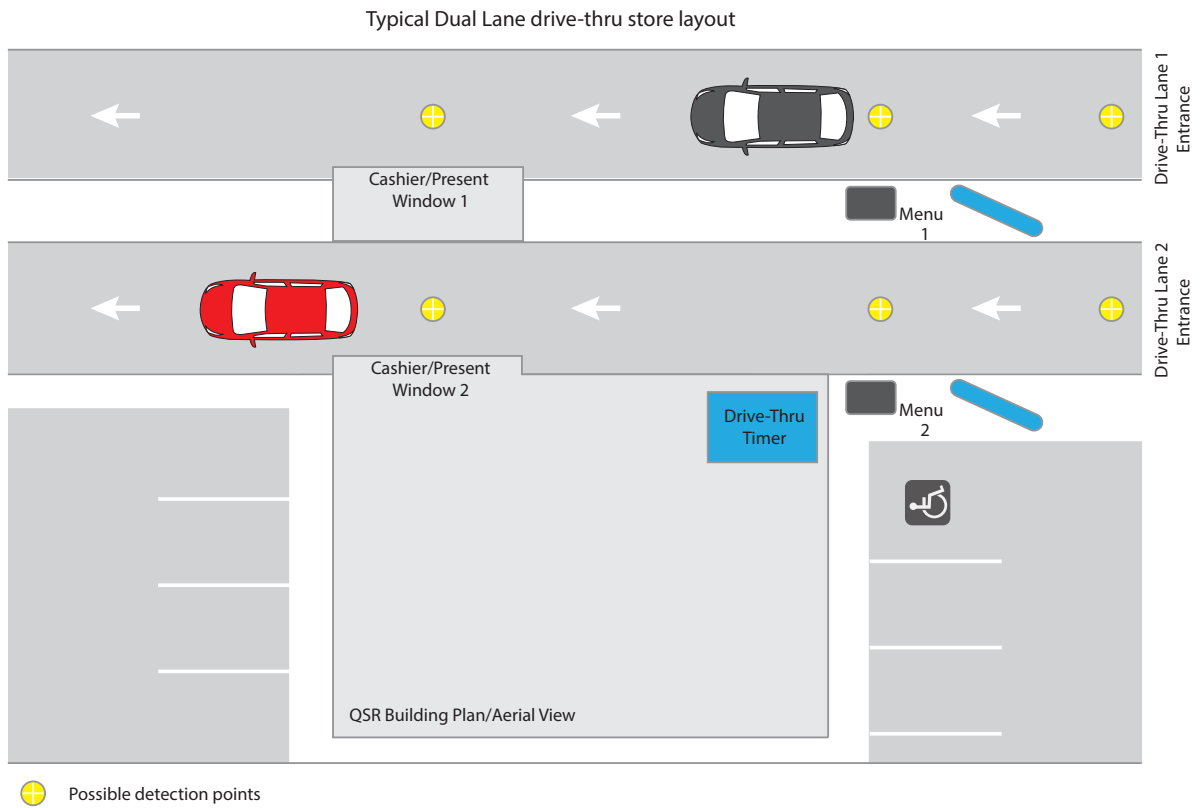 Typical Dual Lane drive-thru store layout
Drive-Thru Lane 1
Entrance
Cashier/Present
Window 1
Menu
1
Drive-Thru Lane 2
Entrance
Cashier/Present
Window 2
Drive-Thru
Timer
Menu
2
QSR Building Plan/Aerial View
Possible detection points